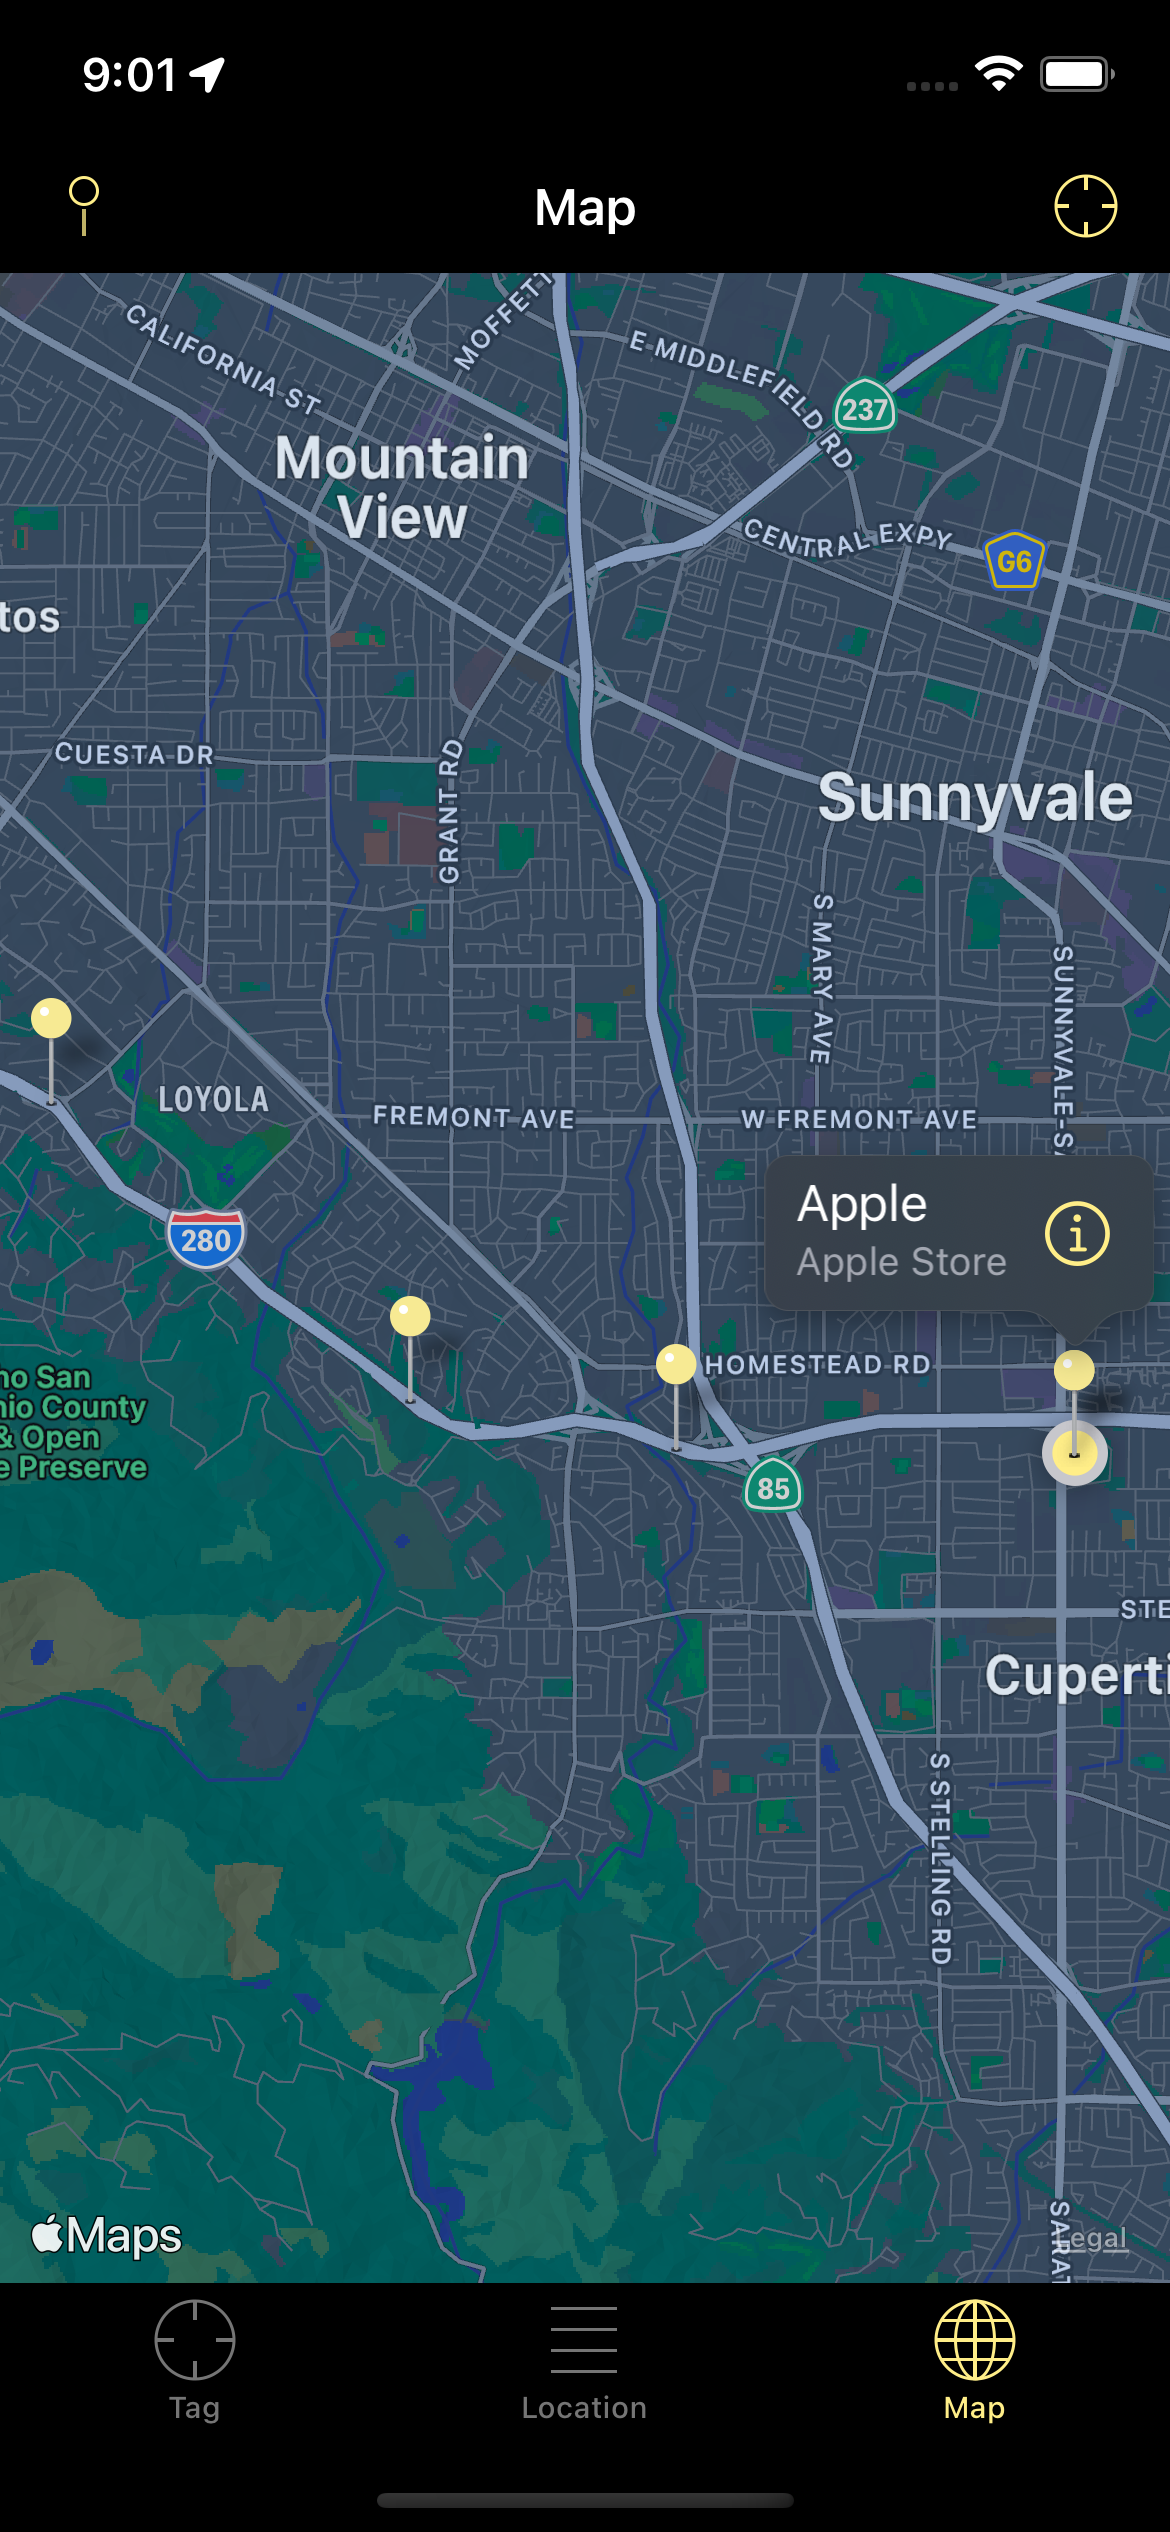 9:01
Map
MOFFETT
CALIFORNIA ST
E MIDDLEFIELD RD
237
Mountain
View
CENTRAL EXPY
G6
tos
CUESTA DR
GRANT RD
Sunnyvale
S MARY AVE
SUNNYVALE-SA
LOYOLA
FREMONT AVE
W FREMONT AVE
Apple
Apple Store
280
HOMESTEAD RD
ho San
nio County
& Open
e Preserve
85
STE
Cuperti
S STELLING RD
SARAT
Maps
Legal
Tag
Location
Map